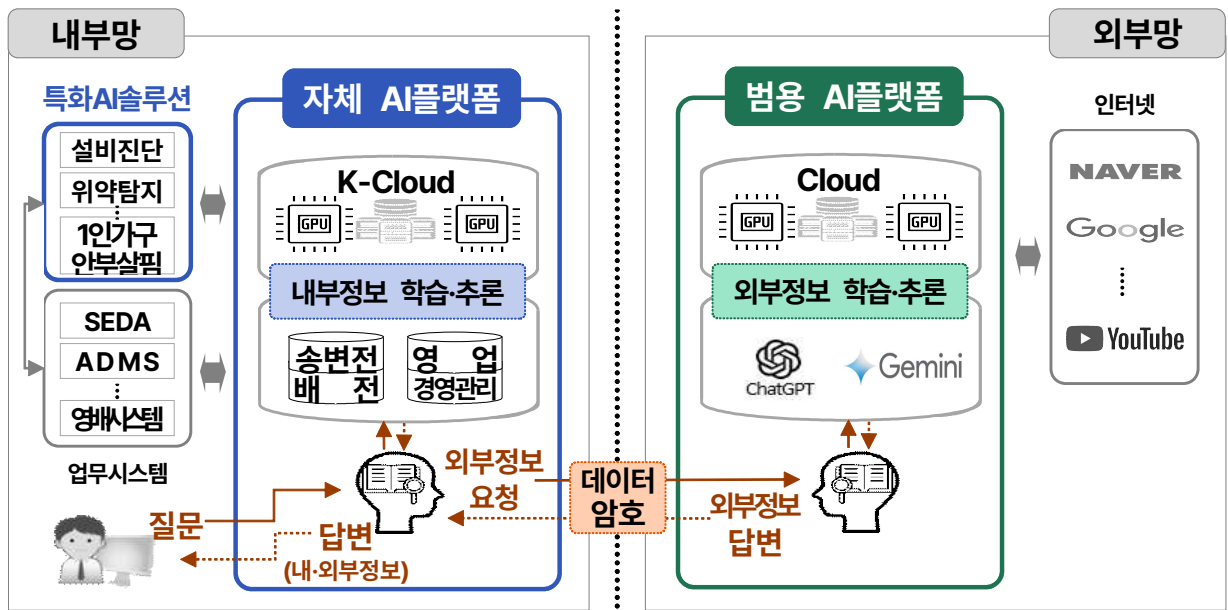 내부망
외부망
특화AI솔루션
설비진단
위약탐지
1인가구
안부살핌
SEDA
ADMS
영배시스템
업무시스템
자체 AI플랫폼
K-Cloud
GPU
GPU
내부정보 학습·추론
송변전
배 전
영 업
경영관리
범용 AI플랫폼
Cloud
GPU
GPU
외부정보 학습·추론
ChatGPT
Gemini
인터넷
NAVER
Google
YouTube
질문
답변
(내·외부정보)
외부정보
요청
데이터
암호
외부정보
답변